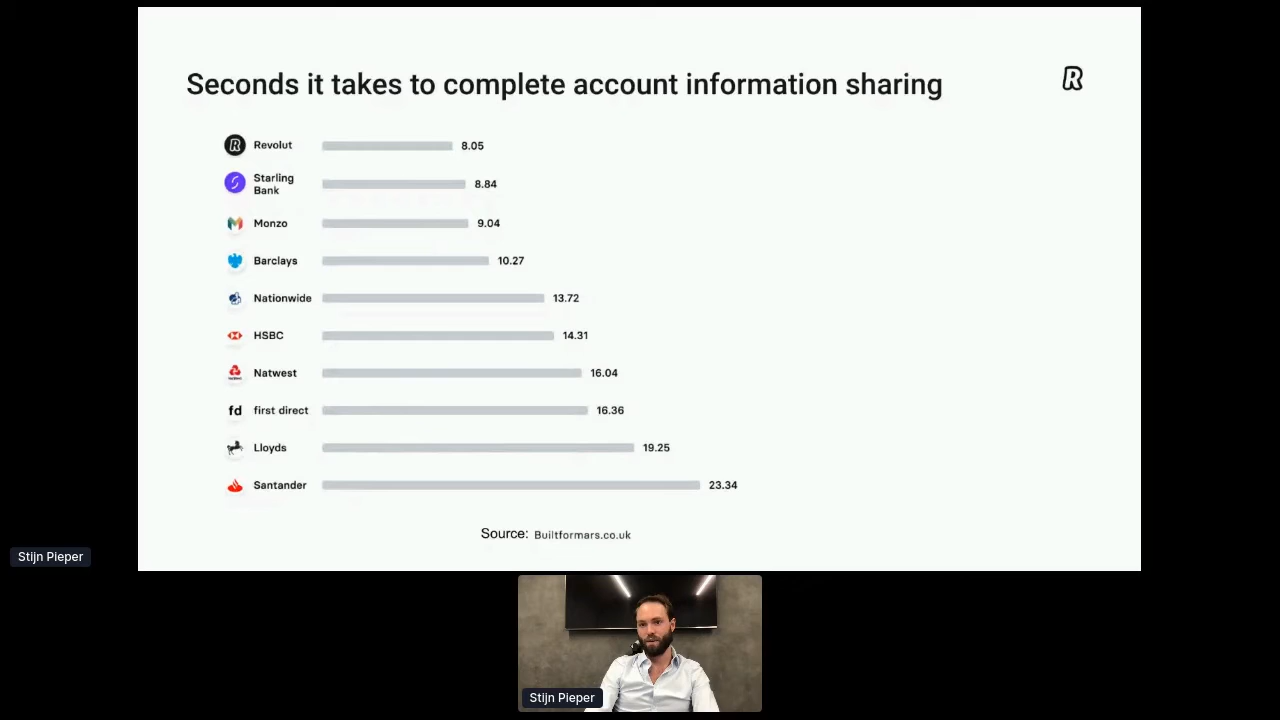 Seconds it takes to complete account information sharing
R
R Revolut 8.05
Starling
Bank 8.84
Monzo 9.04
Barclays 10.27
Nationwide 13.72
HSBC 14.31
Natwest 16.04
fd first direct 16.36
Lloyds 19.25
Santander 23.34
Source: Builtformars.co.uk
Stijn Pieper
Stijn Pieper